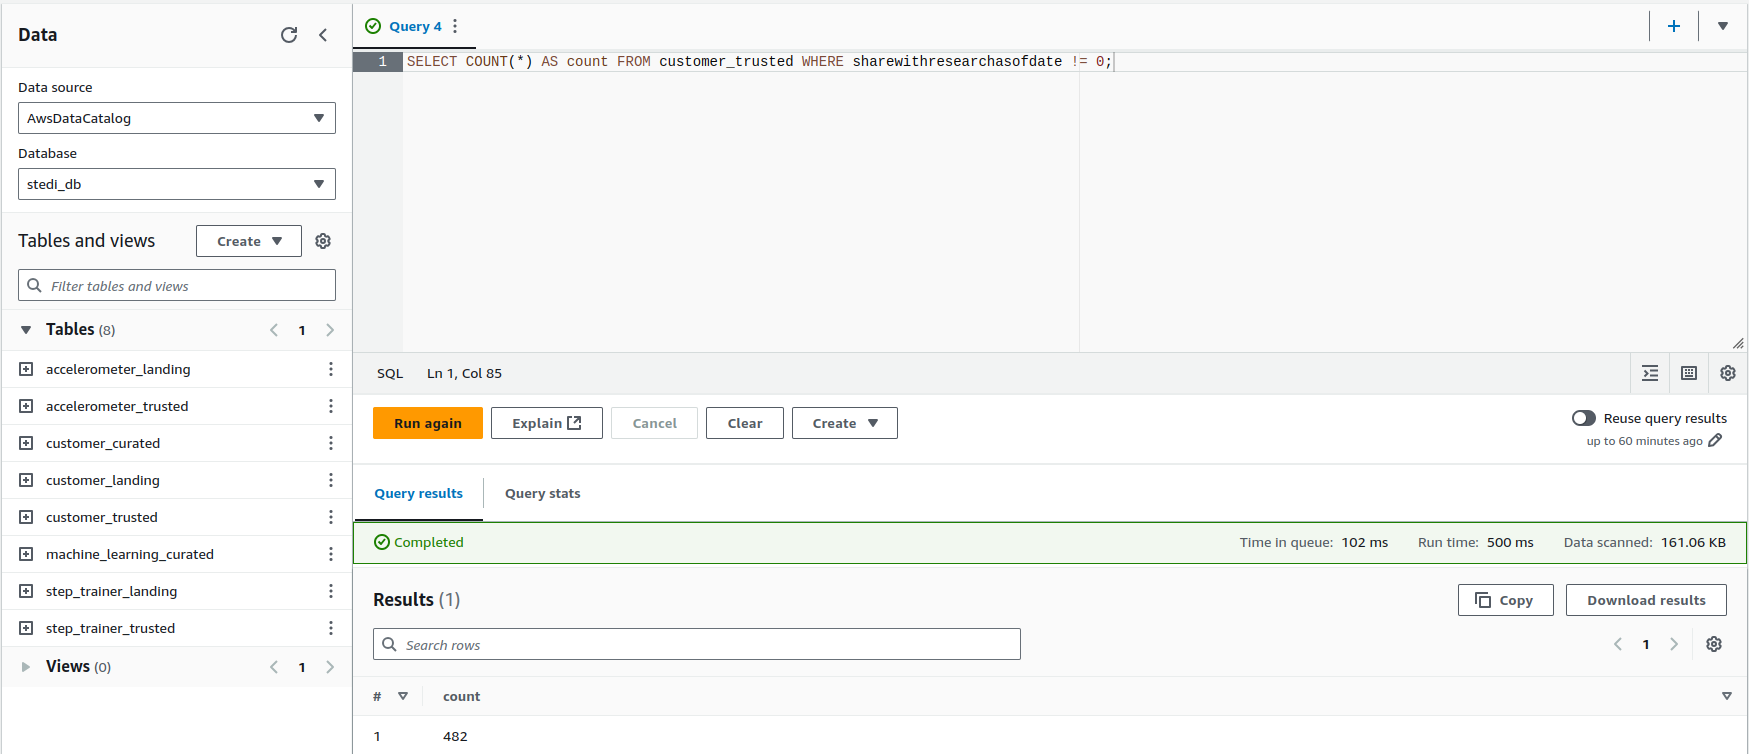 Data
Data source
AwsDataCatalog
Database
stedi_db
Tables and views
Create
Filter tables and views
Tables (8)
1
accelerometer_landing
accelerometer_trusted
customer_curated
customer_landing
customer_trusted
machine_learning_curated
step_trainer_landing
step_trainer_trusted
Views (0)
1
Query 4
1 SELECT COUNT(*) AS count FROM customer_trusted WHERE sharewithresearchasofdate != 0;
SQL Ln 1, Col 85
Run again Explain Cancel Clear Create
Reuse query results
up to 60 minutes ago
Query results Query stats
Completed Time in queue: 102 ms Run time: 500 ms Data scanned: 161.06 KB
Results (1)
Copy Download results
Search rows
1
# count
1 482